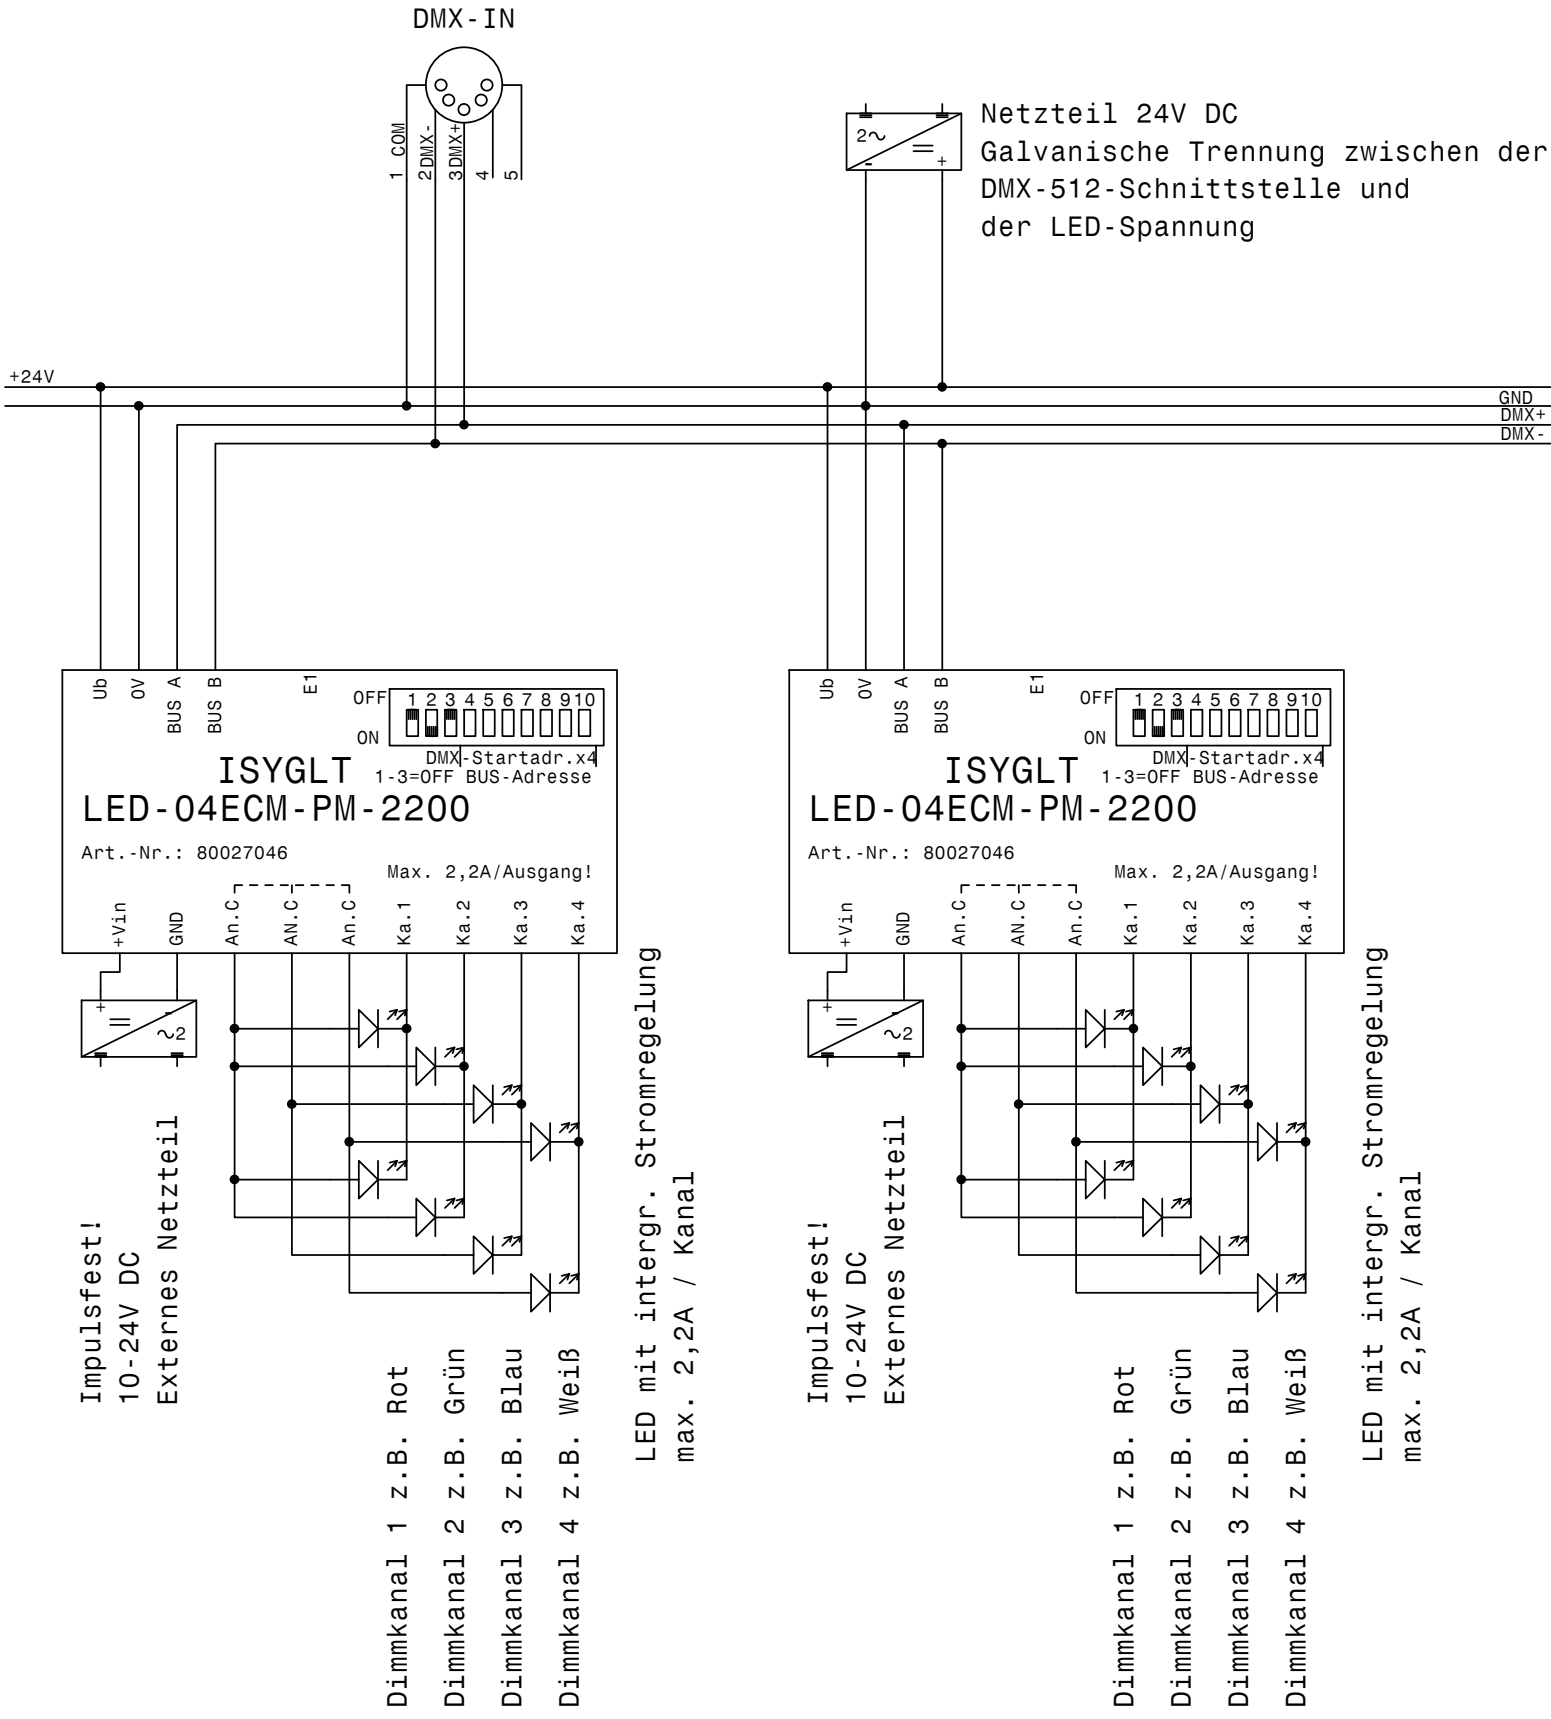 DMX-IN
1 COM
2DMX-
3DMX+
4
5
2~
=
-
+
Netzteil 24V DC
Galvanische Trennung zwischen der
DMX-512-Schnittstelle und
der LED-Spannung
+24V
GND
DMX+
DMX-
Ub
0V
BUS A
BUS B
E1
OFF
1 2 3 4 5 6 7 8 9 10
ON
DMX-Startadr.x4
1-3=OFF BUS-Adresse
ISYGLT
LED-04ECM-PM-2200
Art.-Nr.: 80027046
Max. 2,2A/Ausgang!
+Vin
GND
An.C
AN.C
An.C
Ka.1
Ka.2
Ka.3
Ka.4
+
-
=
~2
Impulsfest!
10-24V DC
Externes Netzteil
Dimmkanal 1 z.B. Rot
Dimmkanal 2 z.B. Grün
Dimmkanal 3 z.B. Blau
Dimmkanal 4 z.B. Weiß
LED mit intergr. Stromregelung
max. 2,2A / Kanal
Ub
0V
BUS A
BUS B
E1
OFF
1 2 3 4 5 6 7 8 9 10
ON
DMX-Startadr.x4
1-3=OFF BUS-Adresse
ISYGLT
LED-04ECM-PM-2200
Art.-Nr.: 80027046
Max. 2,2A/Ausgang!
+Vin
GND
An.C
AN.C
An.C
Ka.1
Ka.2
Ka.3
Ka.4
+
-
=
~2
Impulsfest!
10-24V DC
Externes Netzteil
Dimmkanal 1 z.B. Rot
Dimmkanal 2 z.B. Grün
Dimmkanal 3 z.B. Blau
Dimmkanal 4 z.B. Weiß
LED mit intergr. Stromregelung
max. 2,2A / Kanal